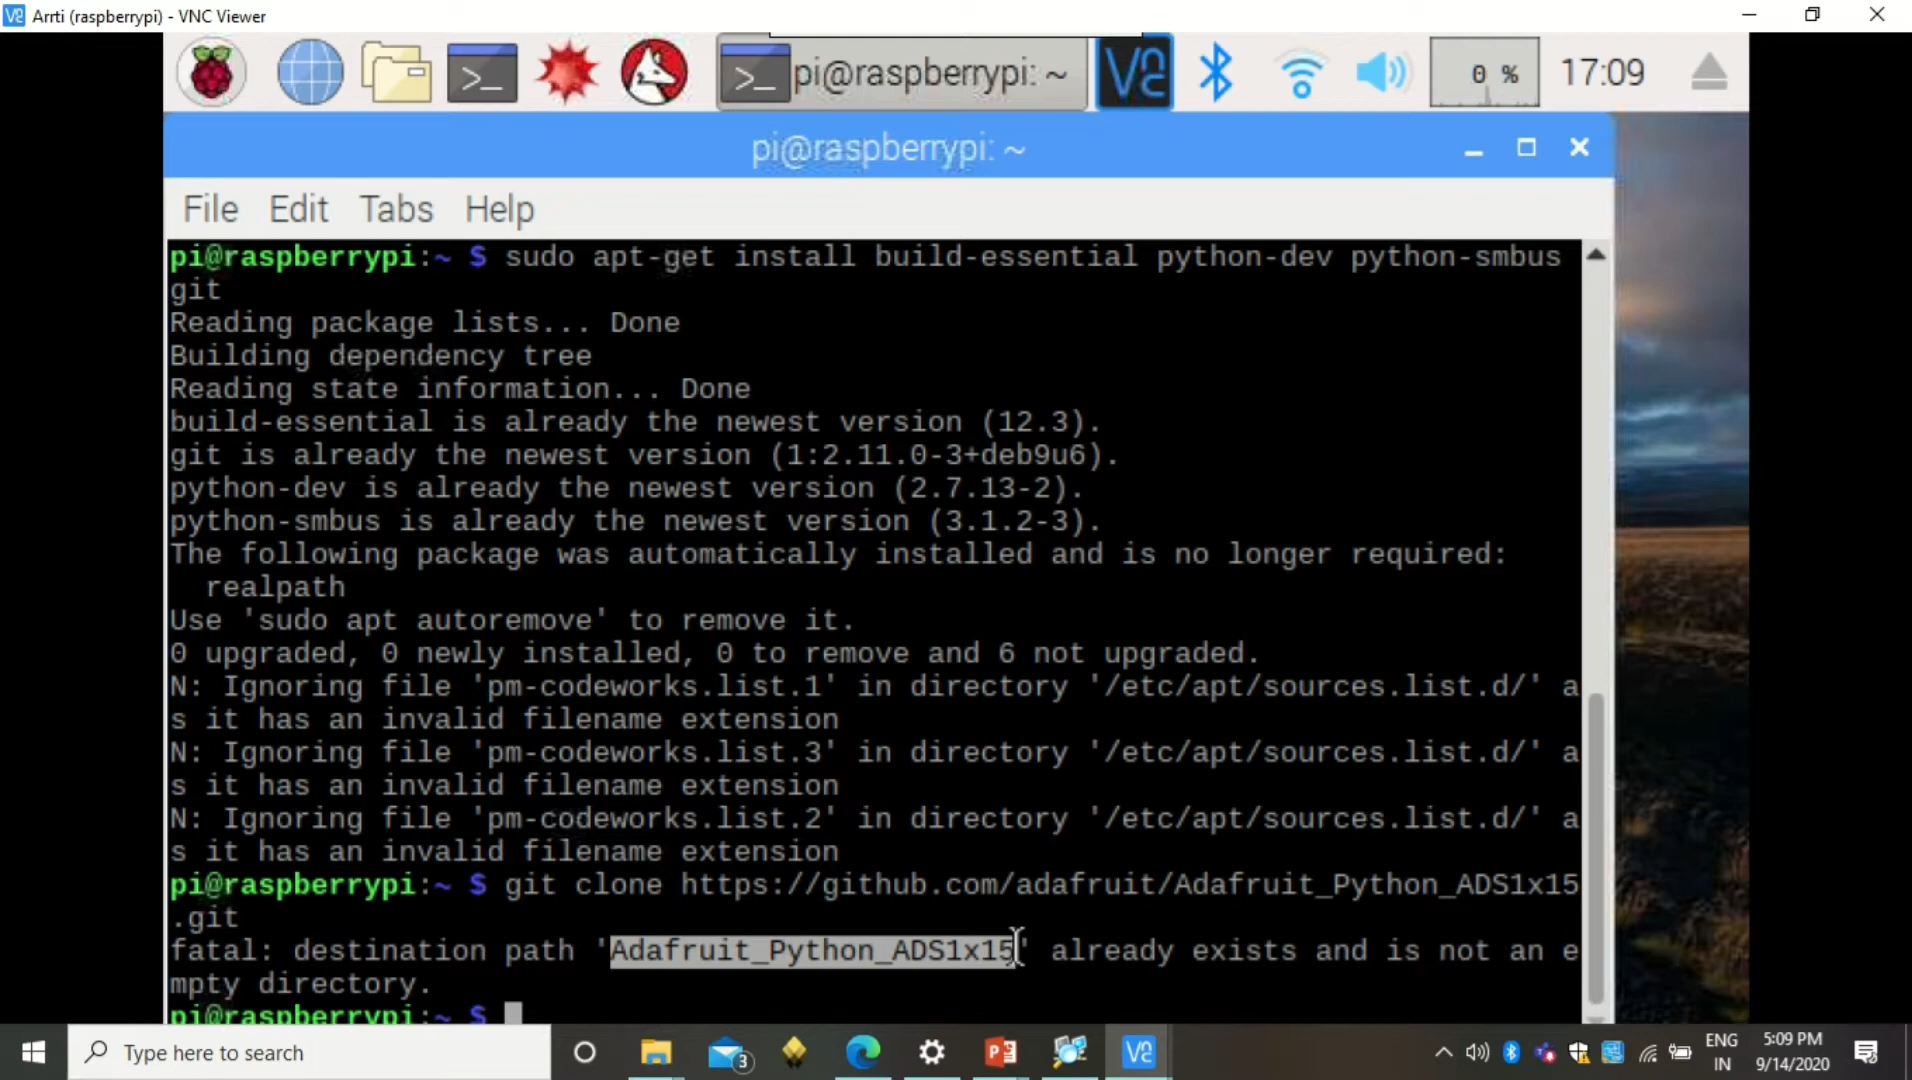 Arrti (raspberrypi) - VNC Viewer
pi@raspberrypi: ~
0 %
17:09
pi@raspberrypi: ~
File Edit Tabs Help
pi@raspberrypi:~ $ sudo apt-get install build-essential python-dev python-smbus
git
Reading package lists... Done
Building dependency tree
Reading state information... Done
build-essential is already the newest version (12.3).
git is already the newest version (1:2.11.0-3+deb9u6).
python-dev is already the newest version (2.7.13-2).
python-smbus is already the newest version (3.1.2-3).
The following package was automatically installed and is no longer required:
realpath
Use 'sudo apt autoremove' to remove it.
0 upgraded, 0 newly installed, 0 to remove and 6 not upgraded.
N: Ignoring file 'pm-codeworks.list.1' in directory '/etc/apt/sources.list.d/' a
s it has an invalid filename extension
N: Ignoring file 'pm-codeworks.list.3' in directory '/etc/apt/sources.list.d/' a
s it has an invalid filename extension
N: Ignoring file 'pm-codeworks.list.2' in directory '/etc/apt/sources.list.d/' a
s it has an invalid filename extension
pi@raspberrypi:~ $ git clone https://github.com/adafruit/Adafruit_Python_ADS1x15
.git
fatal: destination path 'Adafruit_Python_ADS1x15' already exists and is not an e
mpty directory.
pi@raspberrypi:~ $
Type here to search
3
ENG
IN
5:09 PM
9/14/2020